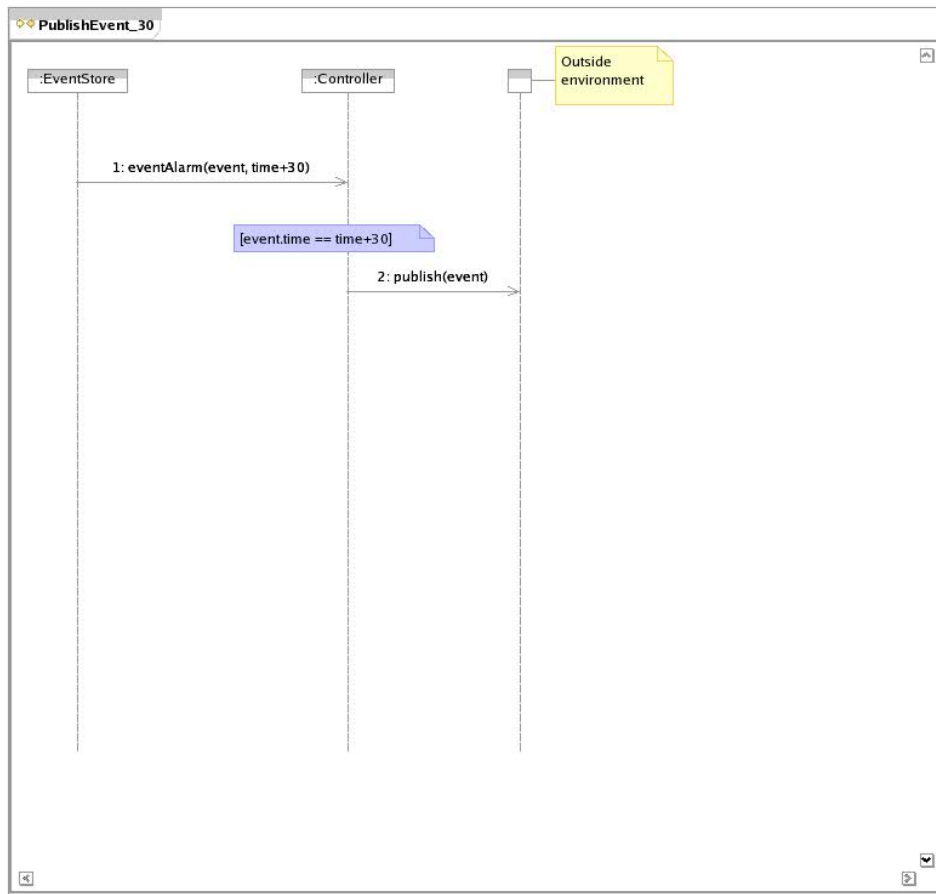 PublishEvent_30
Outside
environment
:EventStore
:Controller
1: eventAlarm(event, time+30)
[event.time == time+30]
2: publish(event)